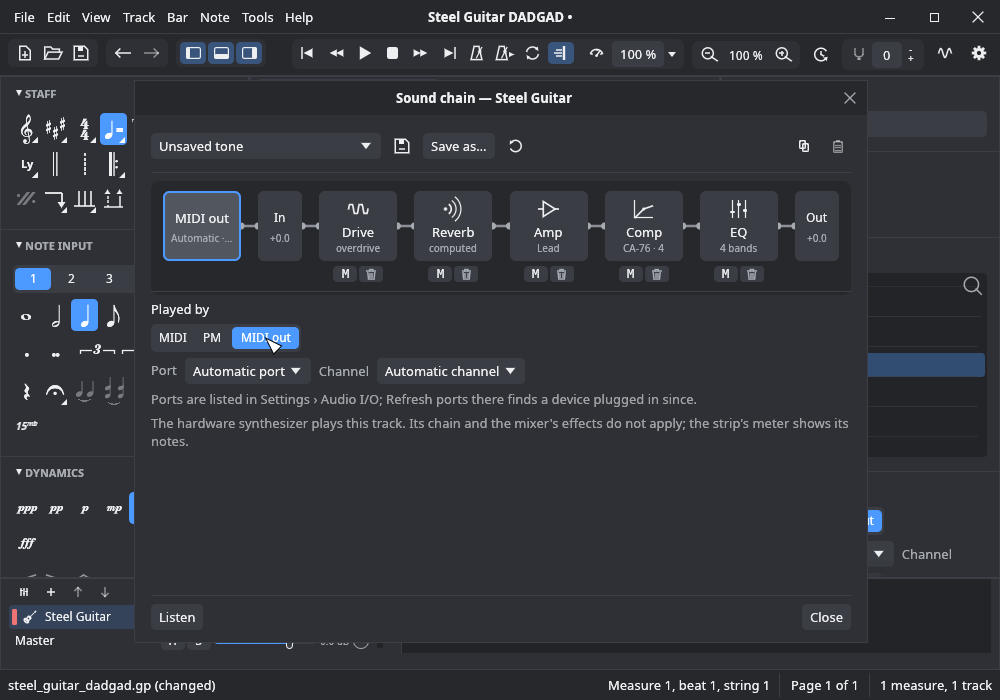 File Edit View Track Bar Note Tools Help
Steel Guitar DADGAD •
100 %
100 %
0
STAFF
Ly
NOTE INPUT
1 2 3
3
15mb
DYNAMICS
ppp pp p mp
fff
Steel Guitar
Master
Sound chain — Steel Guitar
Unsaved tone
Save as...
MIDI out
Automatic ·...
In
+0.0
Drive
overdrive
M
Reverb
computed
M
Amp
Lead
M
Comp
CA-76 · 4
M
EQ
4 bands
M
Out
+0.0
Played by
MIDI PM MIDI out
Port Automatic port Channel Automatic channel
Ports are listed in Settings › Audio I/O; Refresh ports there finds a device plugged in since.
The hardware synthesizer plays this track. Its chain and the mixer's effects do not apply; the strip's meter shows its
notes.
Listen
Close
Channel
steel_guitar_dadgad.gp (changed)
Measure 1, beat 1, string 1
Page 1 of 1
1 measure, 1 track